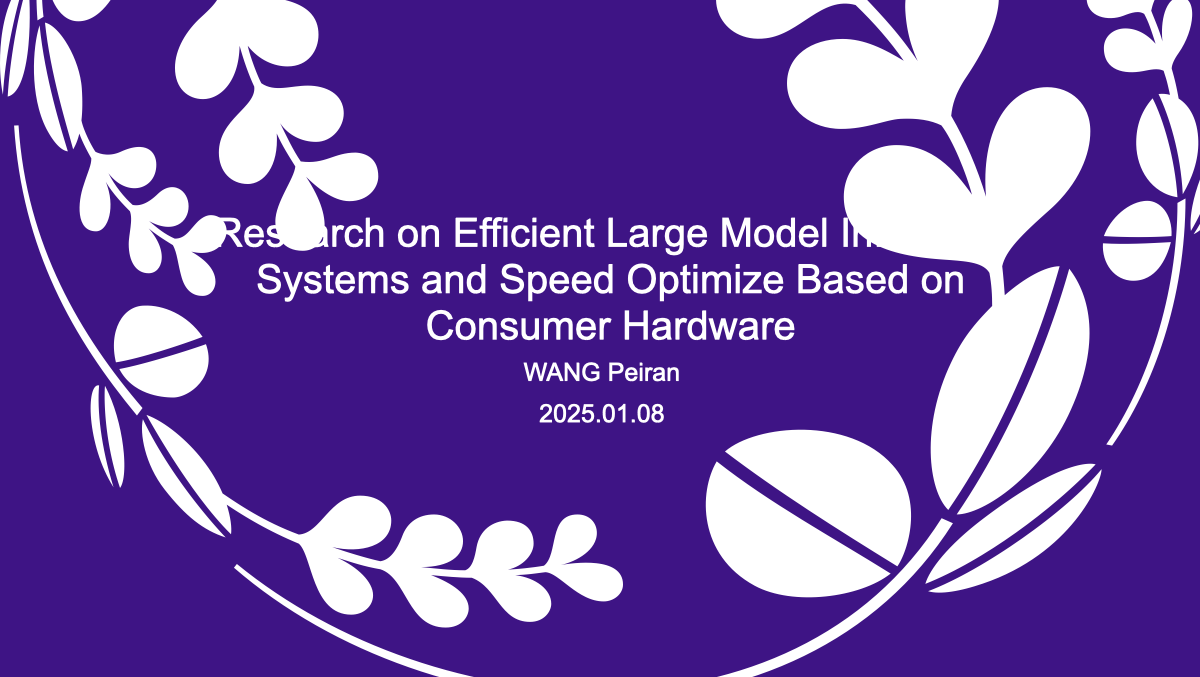 Research on Efficient Large Model
Systems and Speed Optimize Based on
Consumer Hardware
WANG Peiran
2025.01.08